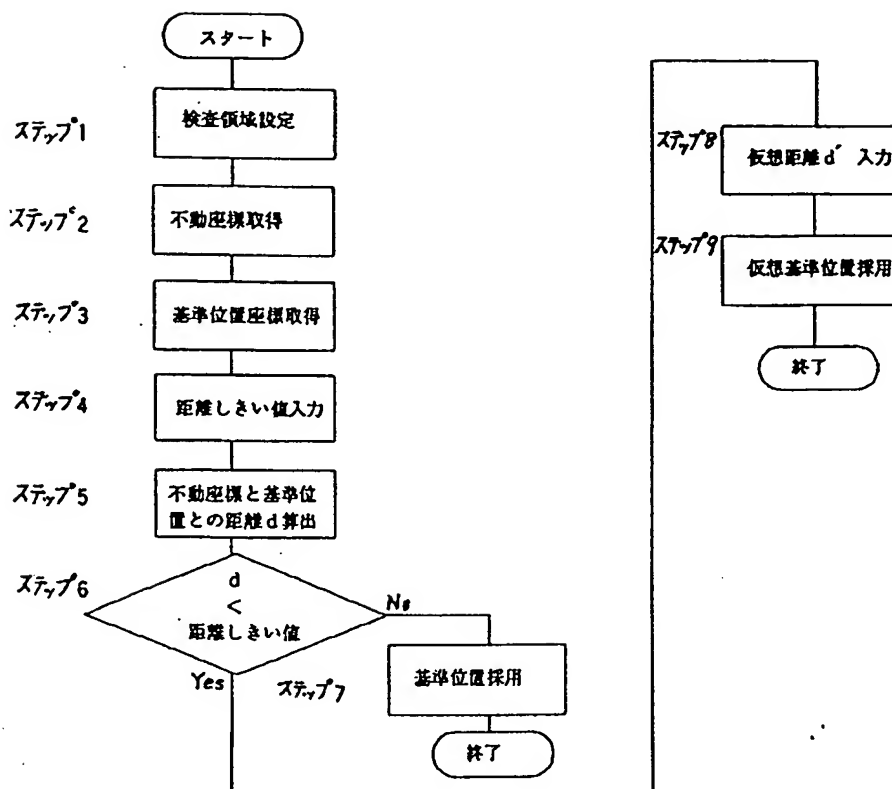 スタート
ステップ1
検査領域設定
ステップ2
不動座標取得
ステップ3
基準位置座標取得
ステップ4
距離しきい値入力
ステップ5
不動座標と基準位
置との距離d算出
ステップ6
d
<
距離しきい値
No
Yes
ステップ7
基準位置採用
終了
ステップ8
仮想距離d′ 入力
ステップ9
仮想基準位置採用
終了